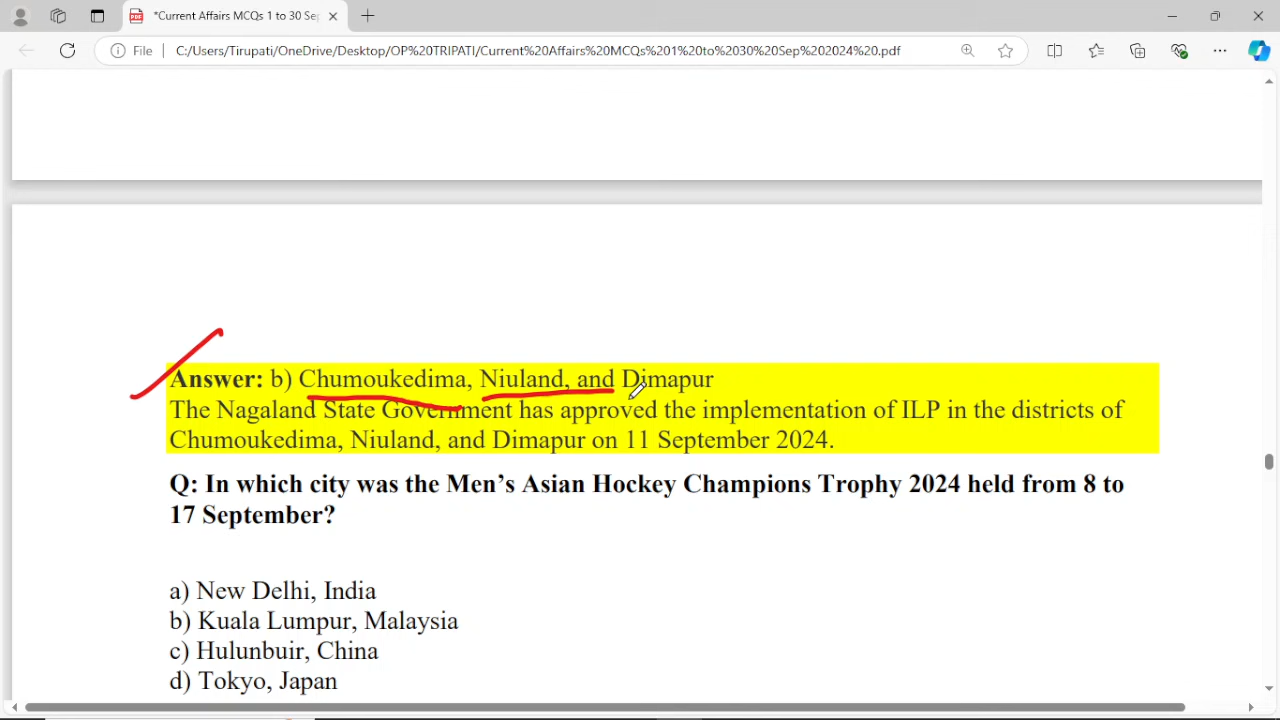 *Current Affairs MCQs 1 to 30 Sep
File
C:/Users/Tirupati/OneDrive/Desktop/OP%20TRIPATI/Current%20Affairs%20MCQs%201%20to%2030%20Sep%202024%20.pdf
Answer: b) Chumoukedima, Niuland, and Dimapur
The Nagaland State Government has approved the implementation of ILP in the districts of
Chumoukedima, Niuland, and Dimapur on 11 September 2024.
Q: In which city was the Men’s Asian Hockey Champions Trophy 2024 held from 8 to
17 September?
a) New Delhi, India
b) Kuala Lumpur, Malaysia
c) Hulunbuir, China
d) Tokyo, Japan